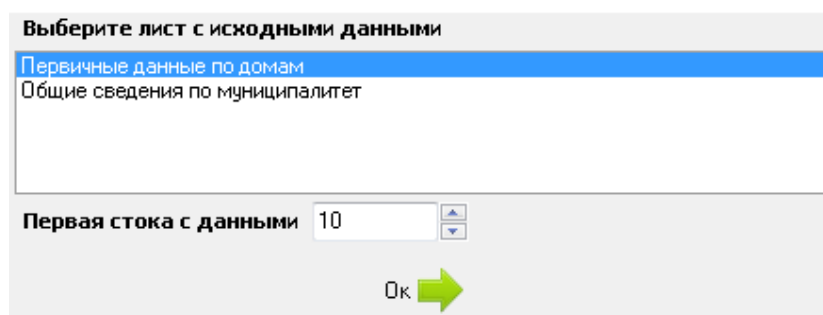 Выберите лист с исходными данными
Первичные данные по домам
Общие сведения по муниципалитет
Первая стока с данными 10
Ок